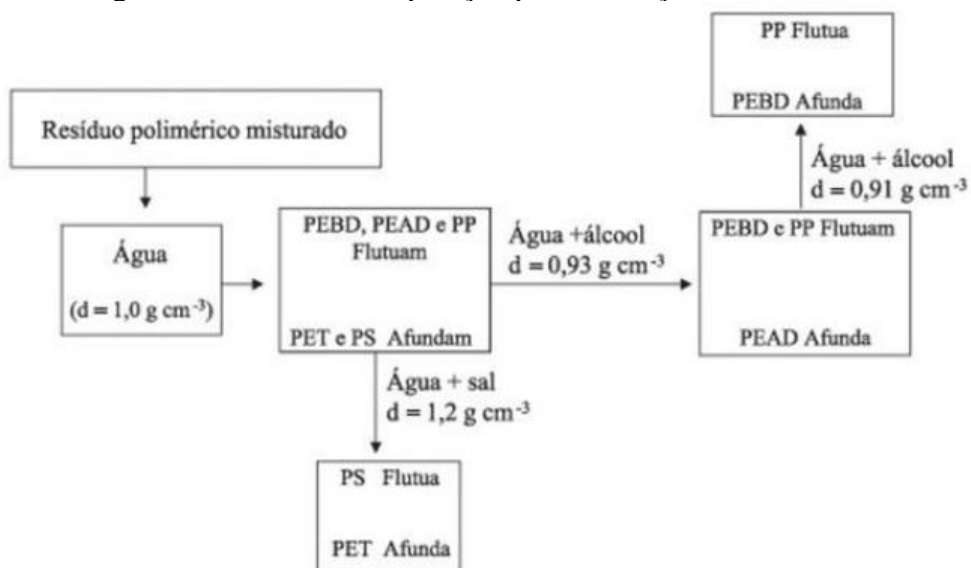 PP Flutua
PEBD Afunda
Resíduo polimérico misturado
Água + álcool
d = 0,91 g cm⁻³
Água
(d = 1,0 g cm⁻³)
PEBD, PEAD e PP
Flutuam
PET e PS Afundam
Água +álcool
d = 0,93 g cm⁻³
PEBD e PP Flutuam
PEAD Afunda
Água + sal
d = 1,2 g cm⁻³
PS Flutua
PET Afunda